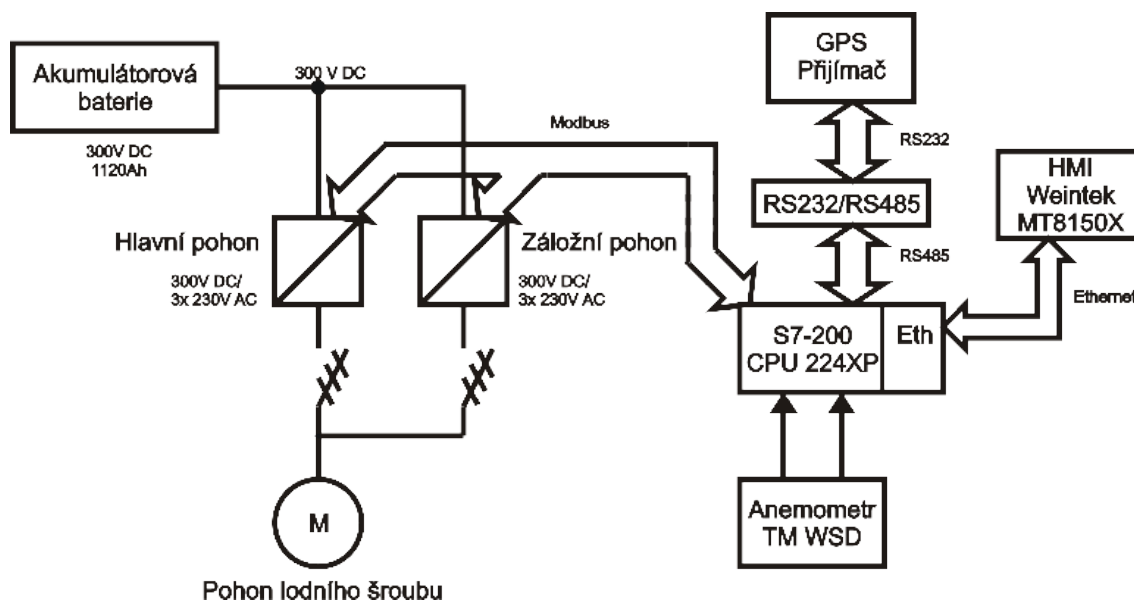 Akumulátorová
baterie
300V DC
1120Ah
300 V DC
Modbus
GPS
Přijímač
RS232
RS232/RS485
RS485
HMI
Weintek
MT8150X
Ethernet
Hlavní pohon
300V DC/
3x 230V AC
Záložní pohon
300V DC/
3x 230V AC
S7-200
CPU 224XP
Eth
Anemometr
TM WSD
M
Pohon lodního šroubu